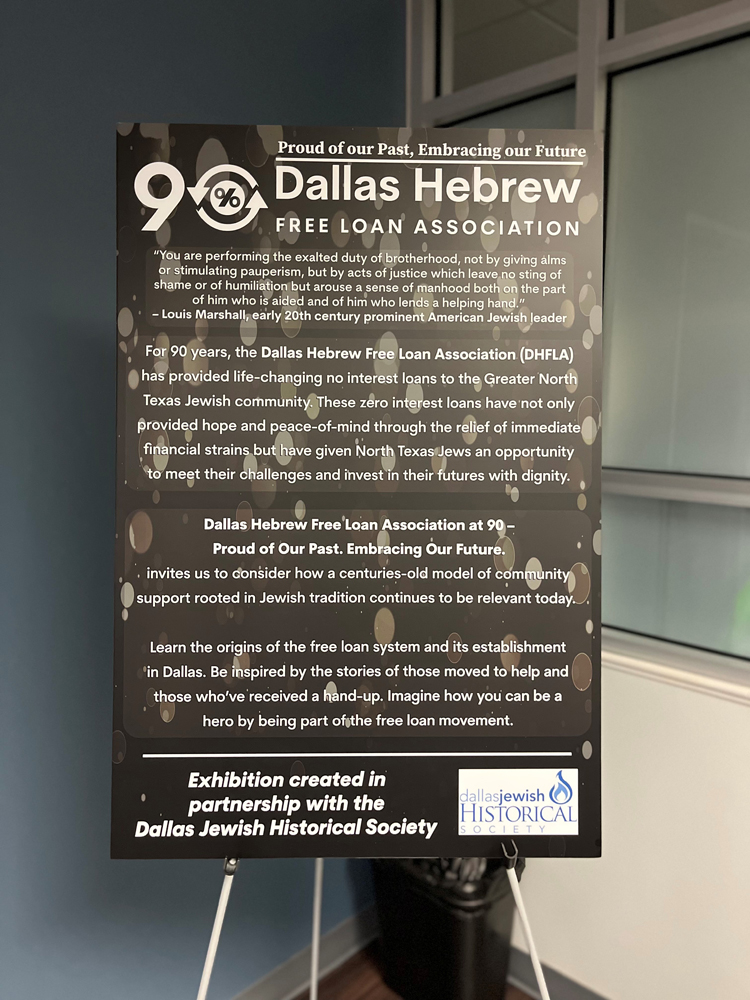 Proud of our Past, Embracing our Future
90 % Dallas Hebrew
FREE LOAN ASSOCIATION
“You are performing the exalted duty of brotherhood, not by giving alms
or stimulating pauperism, but by acts of justice which leave no sting of
shame or of humiliation but arouse a sense of manhood both on the part
of him who is aided and of him who lends a helping hand.”
– Louis Marshall, early 20th century prominent American Jewish leader
For 90 years, the Dallas Hebrew Free Loan Association (DHFLA)
has provided life-changing no interest loans to the Greater North
Texas Jewish community. These zero interest loans have not only
provided hope and peace-of-mind through the relief of immediate
financial strains but have given North Texas Jews an opportunity
to meet their challenges and invest in their futures with dignity.
Dallas Hebrew Free Loan Association at 90 –
Proud of Our Past. Embracing Our Future.
invites us to consider how a centuries-old model of community
support rooted in Jewish tradition continues to be relevant today.
Learn the origins of the free loan system and its establishment
in Dallas. Be inspired by the stories of those moved to help and
those who’ve received a hand-up. Imagine how you can be a
hero by being part of the free loan movement.
Exhibition created in
partnership with the
Dallas Jewish Historical Society
dallasjewish
HISTORICAL
SOCIETY